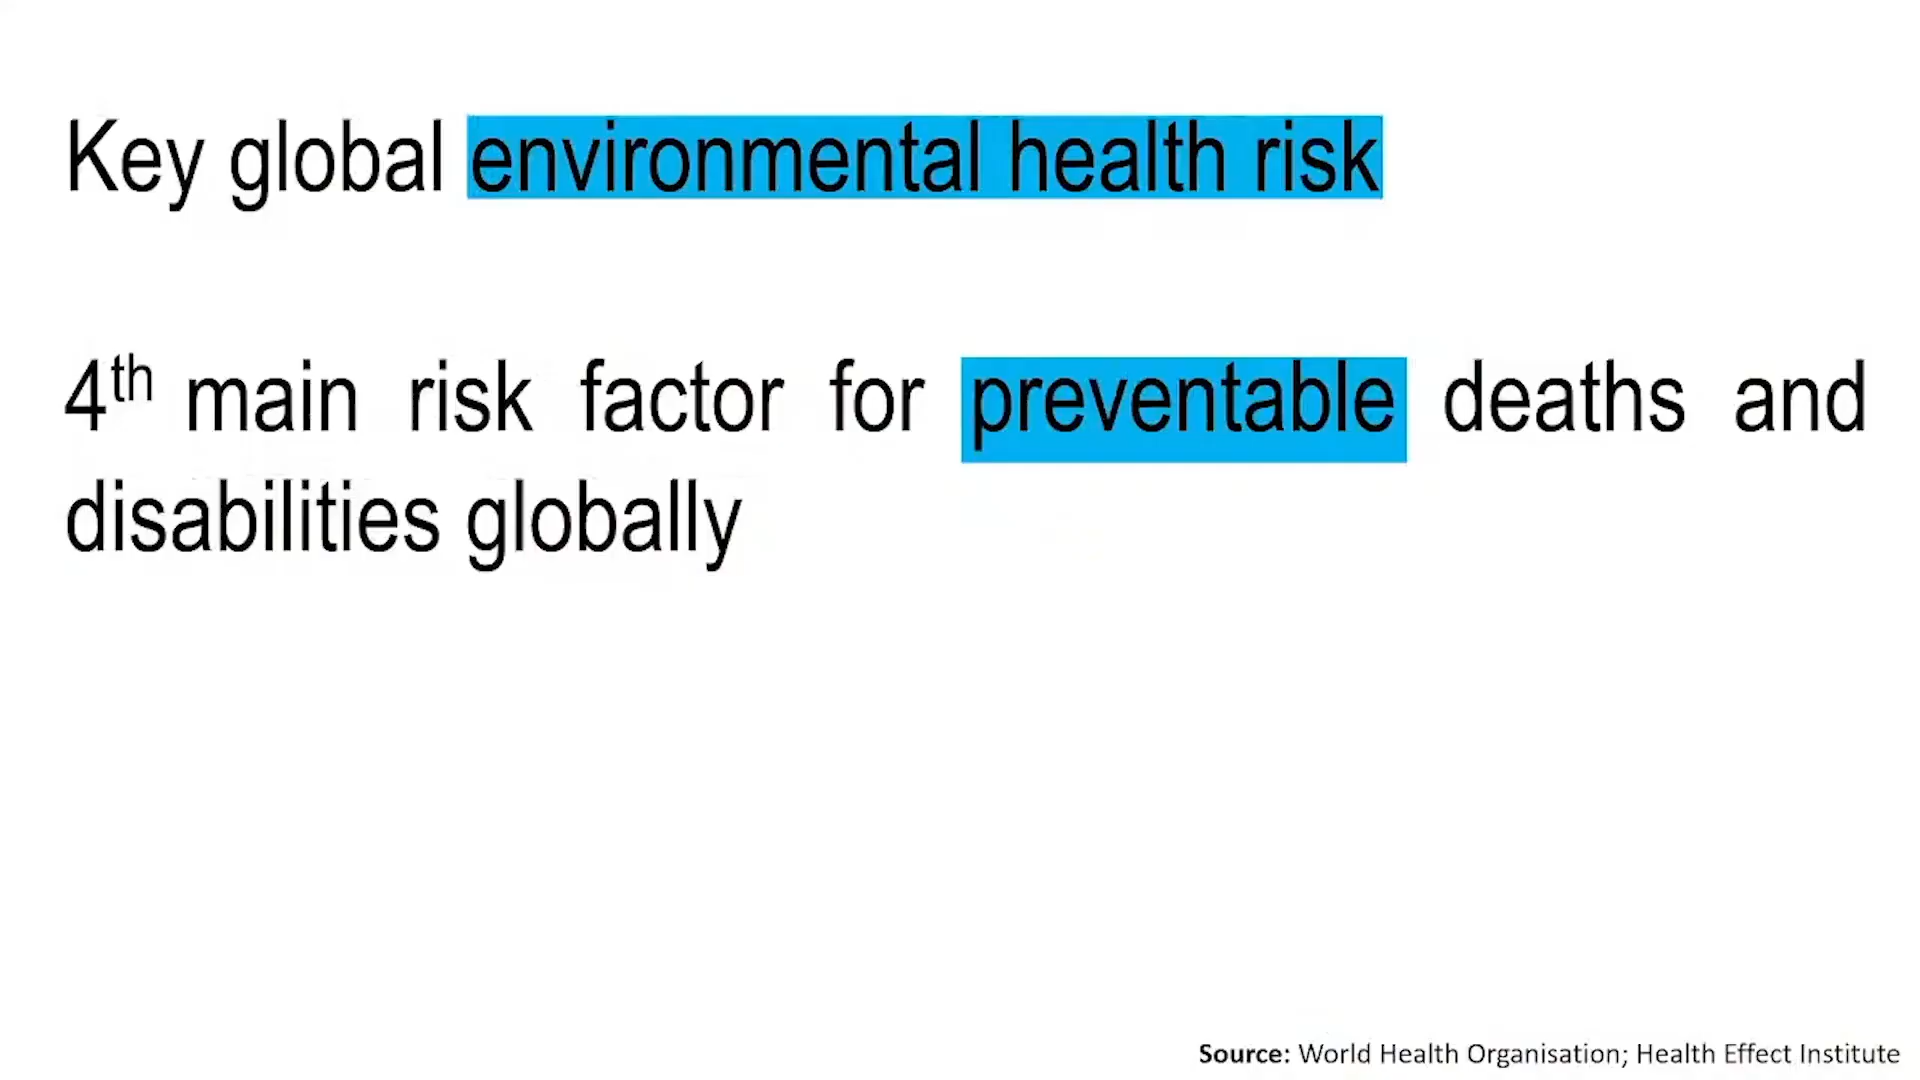 Key global environmental health risk
4th main risk factor for preventable deaths and
disabilities globally
Source: World Health Organisation; Health Effect Institute